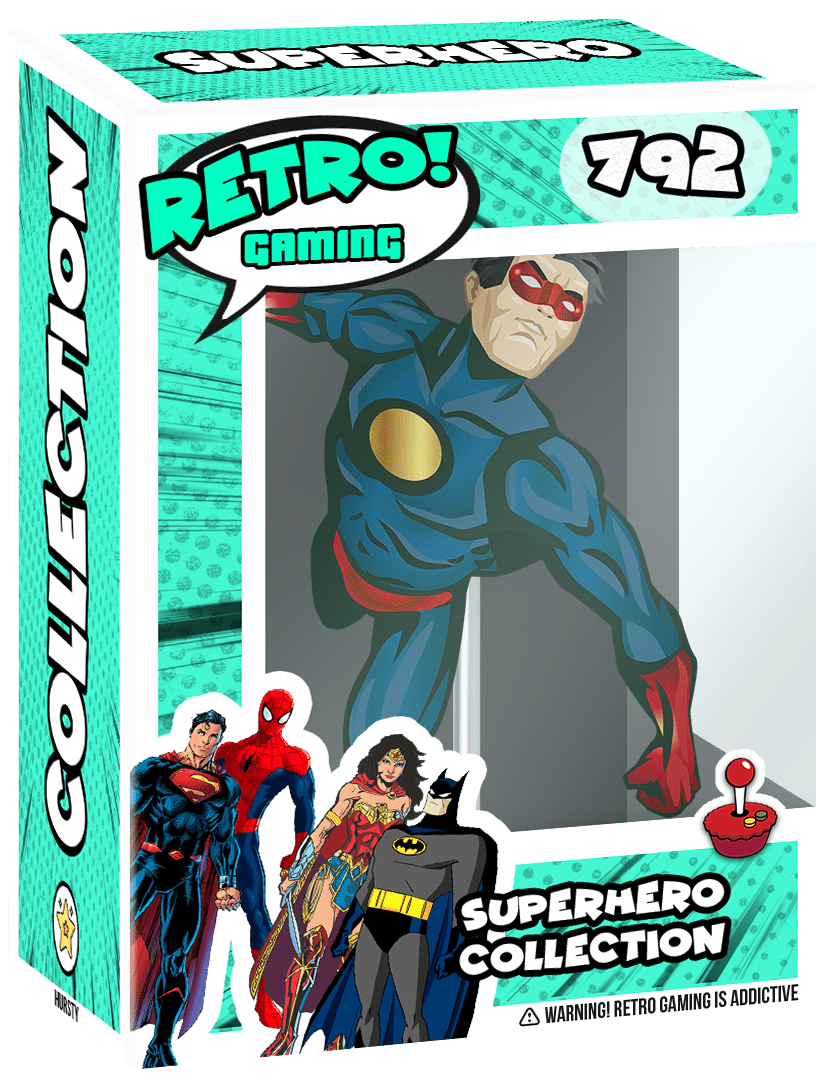 SUPERHERO
COLLECTION
RETRO!
GAMING
792
SUPERHERO
COLLECTION
WARNING! RETRO GAMING IS ADDICTIVE
HURSTY